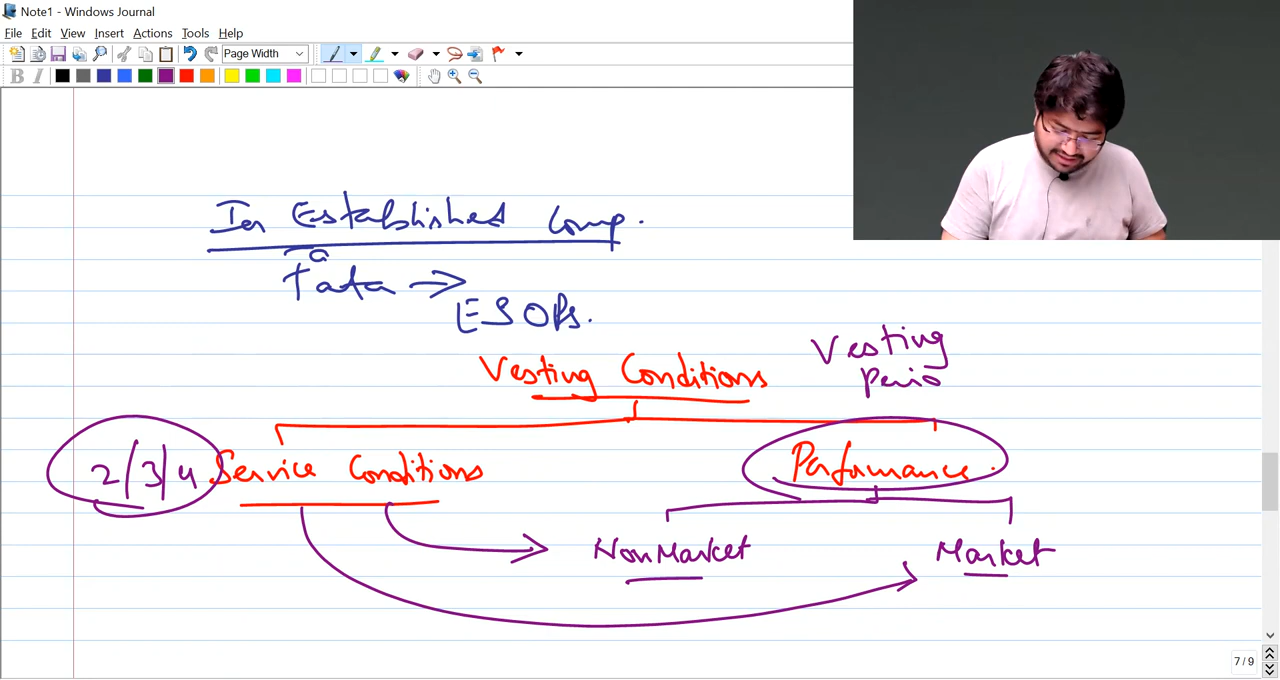 Note1 - Windows Journal
File Edit View Insert Actions Tools Help
Page Width
B I
In Established Comp.
Tata → ESOPs.
Vesting Perio
Vesting Conditions
2/3/4 Service Conditions
Performance.
NonMarket
Market
7/9